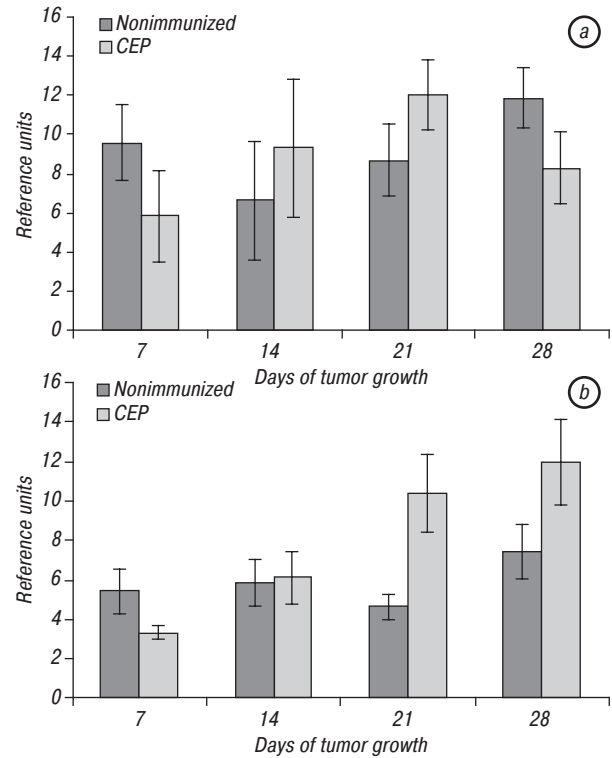 16
14
12
10
8
6
4
2
0
Reference units
Nonimmunized
CEP
a
7 14 21 28
Days of tumor growth
16
14
12
10
8
6
4
2
0
Reference units
Nonimmunized
CEP
b
7 14 21 28
Days of tumor growth